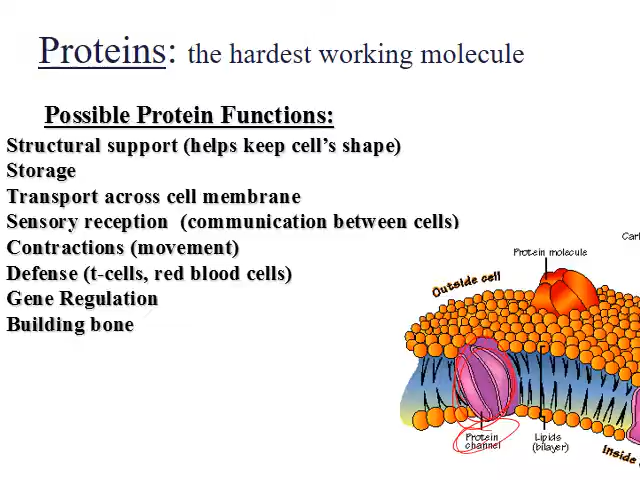 Proteins: the hardest working molecule
Possible Protein Functions:
Structural support (helps keep cell's shape)
Storage
Transport across cell membrane
Sensory reception (communication between cells)
Contractions (movement)
Defense (t-cells, red blood cells)
Gene Regulation
Building bone
Protein molecule
Outside cell
Protein
channel
Lipids
(bilayer)
Inside